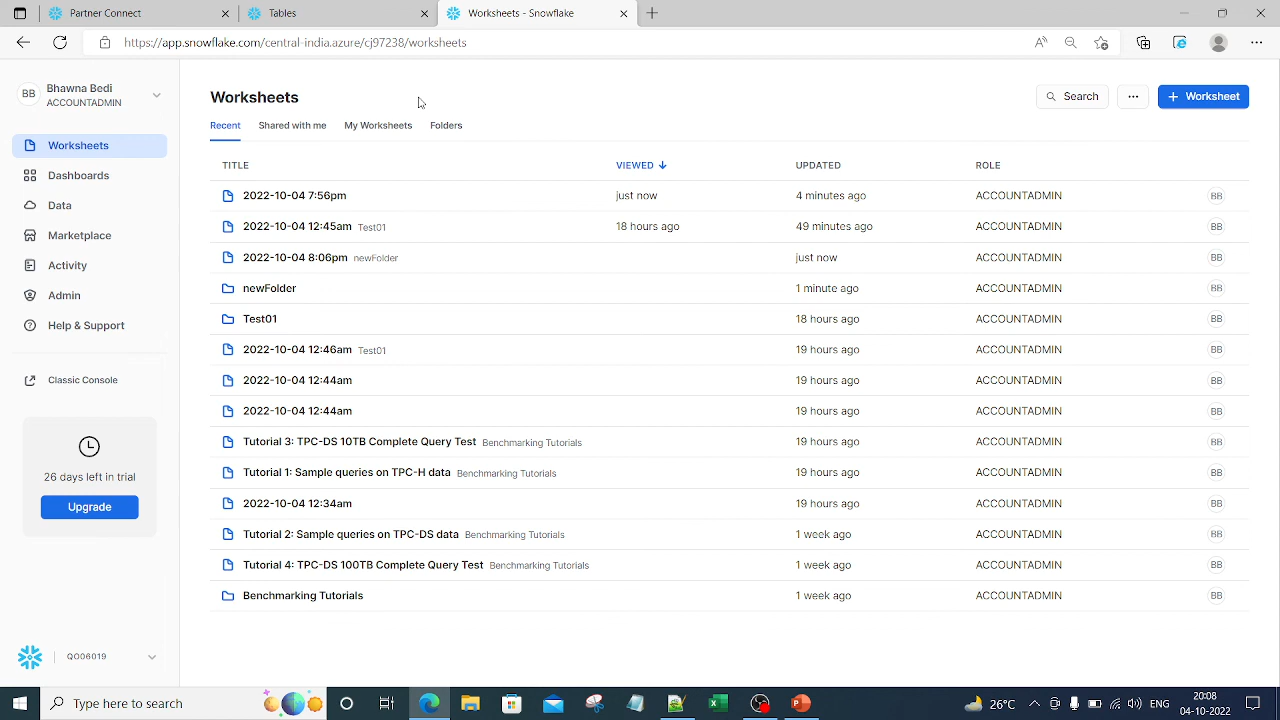 Partner Connect
Tables
Worksheets - Snowflake
https://app.snowflake.com/central-india.azure/cj97238/worksheets
BB
Bhawna Bedi
ACCOUNTADMIN
Worksheets
Dashboards
Data
Marketplace
Activity
Admin
Help & Support
Classic Console
26 days left in trial
Upgrade
QO06019
Worksheets
Search
+ Worksheet
Recent Shared with me My Worksheets Folders
TITLE VIEWED UPDATED ROLE
2022-10-04 7:56pm just now 4 minutes ago ACCOUNTADMIN BB
2022-10-04 12:45am Test01 18 hours ago 49 minutes ago ACCOUNTADMIN BB
2022-10-04 8:06pm newFolder just now ACCOUNTADMIN BB
newFolder 1 minute ago ACCOUNTADMIN BB
Test01 18 hours ago ACCOUNTADMIN BB
2022-10-04 12:46am Test01 19 hours ago ACCOUNTADMIN BB
2022-10-04 12:44am 19 hours ago ACCOUNTADMIN BB
2022-10-04 12:44am 19 hours ago ACCOUNTADMIN BB
Tutorial 3: TPC-DS 10TB Complete Query Test Benchmarking Tutorials 19 hours ago ACCOUNTADMIN BB
Tutorial 1: Sample queries on TPC-H data Benchmarking Tutorials 19 hours ago ACCOUNTADMIN BB
2022-10-04 12:34am 19 hours ago ACCOUNTADMIN BB
Tutorial 2: Sample queries on TPC-DS data Benchmarking Tutorials 1 week ago ACCOUNTADMIN BB
Tutorial 4: TPC-DS 100TB Complete Query Test Benchmarking Tutorials 1 week ago ACCOUNTADMIN BB
Benchmarking Tutorials 1 week ago ACCOUNTADMIN BB
Type here to search
26°C
ENG
20:08
04-10-2022